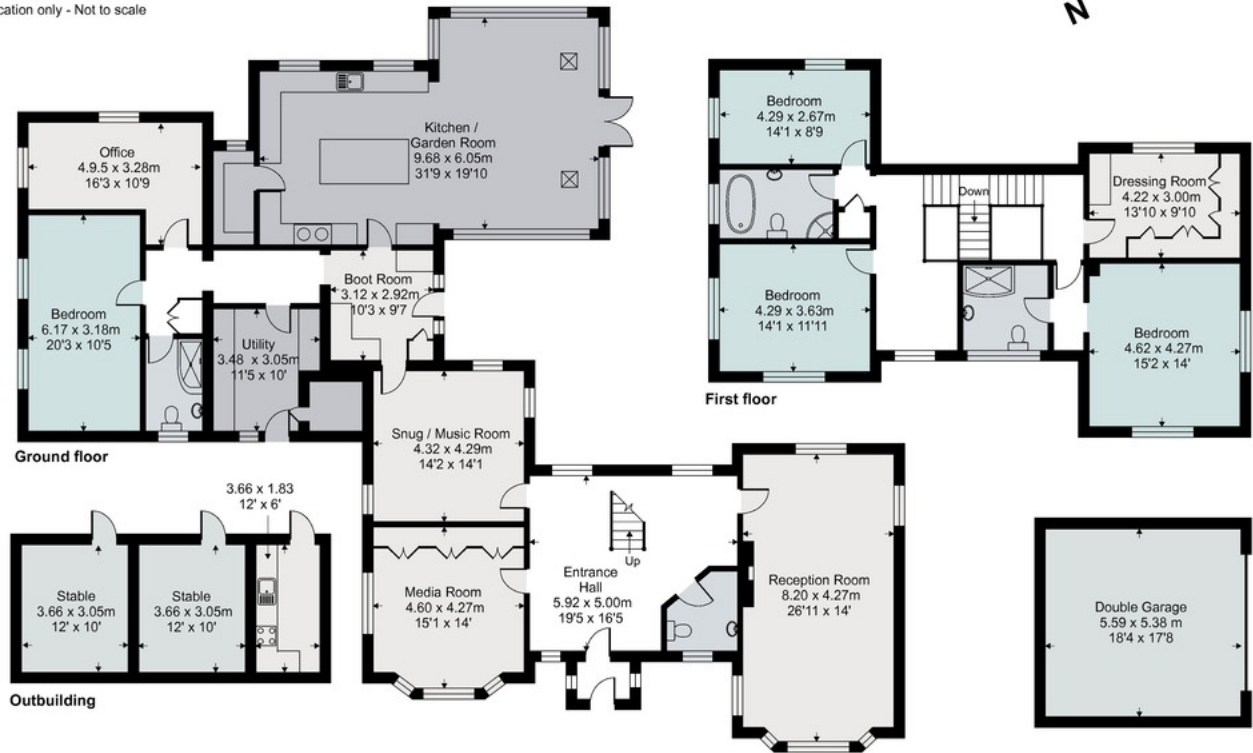 cation only - Not to scale
N
Kitchen /
Garden Room
9.68 x 6.05m
31'9 x 19'10
Office
4.9.5 x 3.28m
16'3 x 10'9
Boot Room
3.12 x 2.92m
10'3 x 9'7
Bedroom
6.17 x 3.18m
20'3 x 10'5
Utility
3.48 x 3.05m
11'5 x 10'
Snug / Music Room
4.32 x 4.29m
14'2 x 14'1
Ground floor
Bedroom
4.29 x 2.67m
14'1 x 8'9
Down
Dressing Room
4.22 x 3.00m
13'10 x 9'10
Bedroom
4.29 x 3.63m
14'1 x 11'11
Bedroom
4.62 x 4.27m
15'2 x 14'
First floor
3.66 x 1.83
12' x 6'
Stable
3.66 x 3.05m
12' x 10'
Stable
3.66 x 3.05m
12' x 10'
Outbuilding
Media Room
4.60 x 4.27m
15'1 x 14'
Up
Entrance
Hall
5.92 x 5.00m
19'5 x 16'5
Reception Room
8.20 x 4.27m
26'11 x 14'
Double Garage
5.59 x 5.38 m
18'4 x 17'8